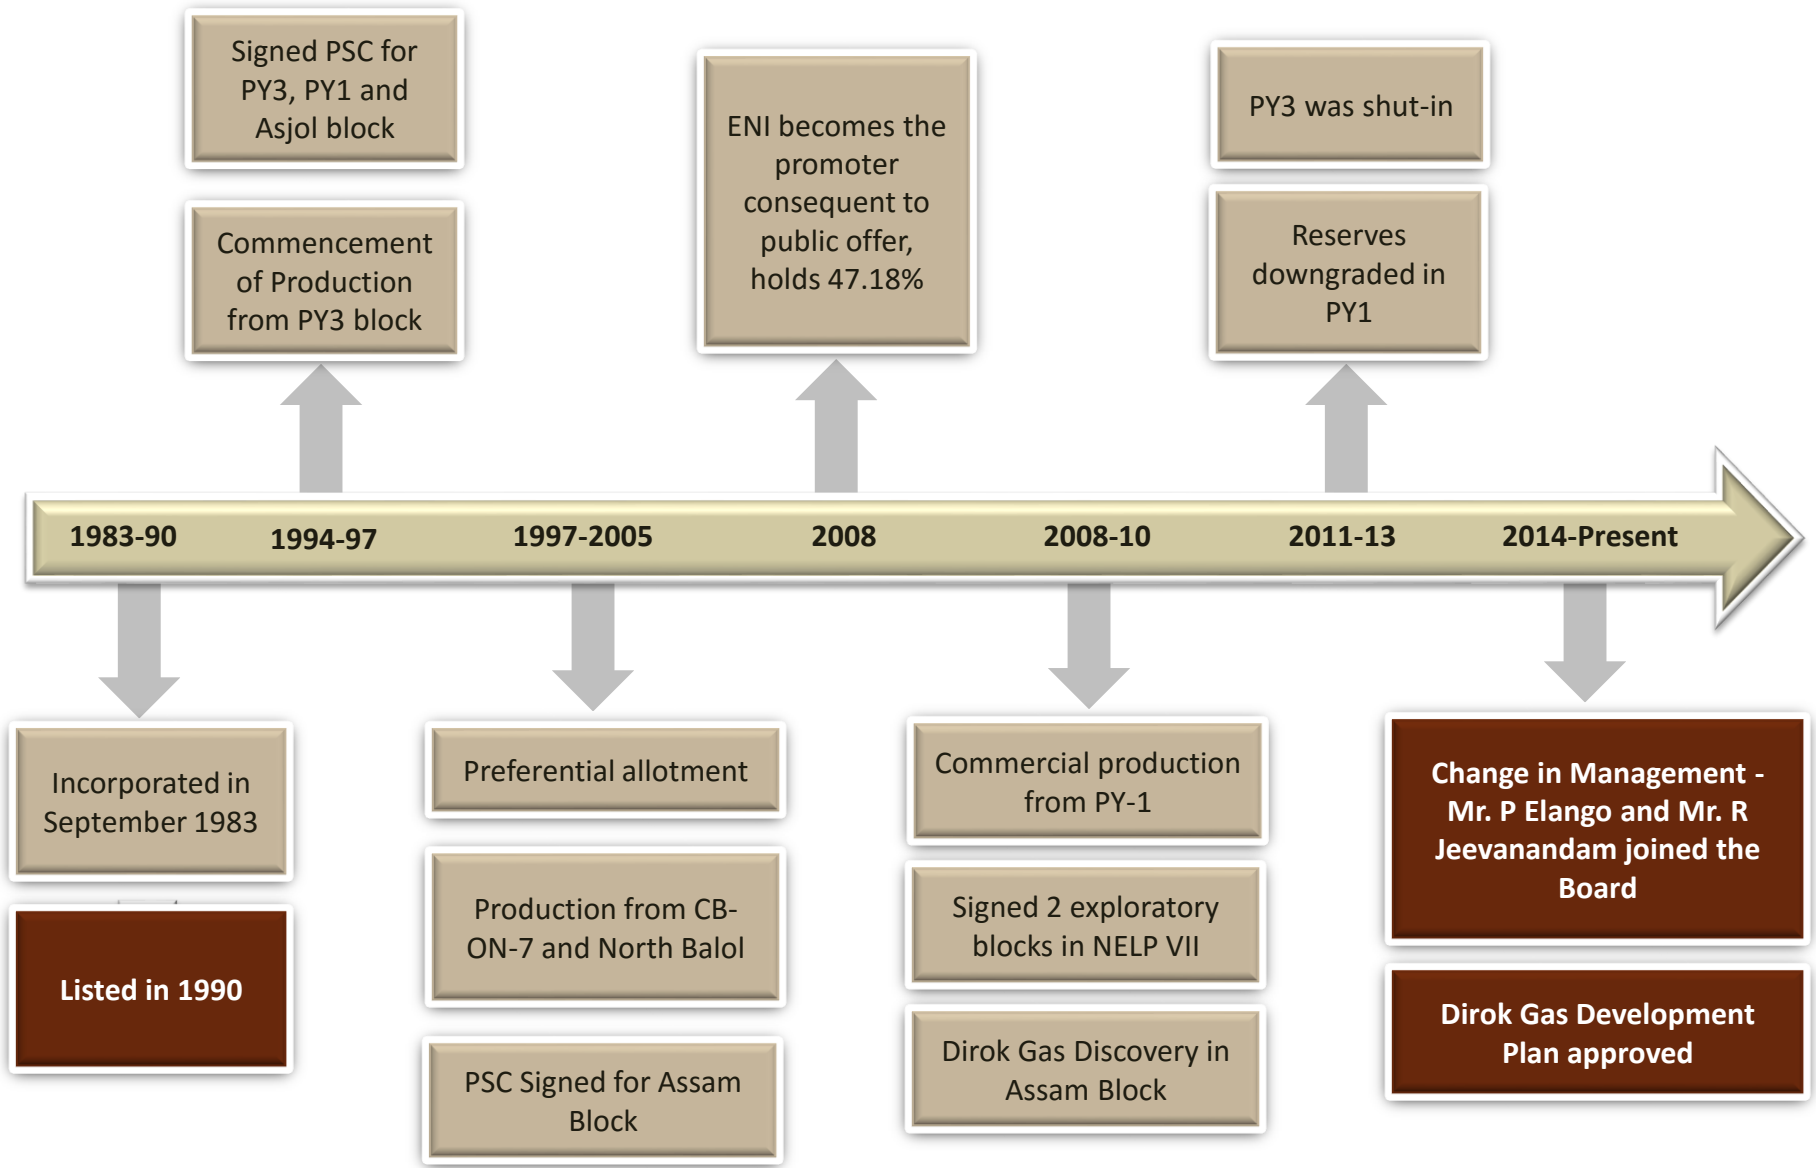 Signed PSC for
PY3, PY1 and
Asjol block
Commencement
of Production
from PY3 block
ENI becomes the
promoter
consequent to
public offer,
holds 47.18%
PY3 was shut-in
Reserves
downgraded in
PY1
1983-90
1994-97
1997-2005
2008
2008-10
2011-13
2014-Present
Incorporated in
September 1983
Listed in 1990
Preferential allotment
Production from CB-
ON-7 and North Balol
PSC Signed for Assam
Block
Commercial production
from PY-1
Signed 2 exploratory
blocks in NELP VII
Dirok Gas Discovery in
Assam Block
Change in Management -
Mr. P Elango and Mr. R
Jeevanandam joined the
Board
Dirok Gas Development
Plan approved